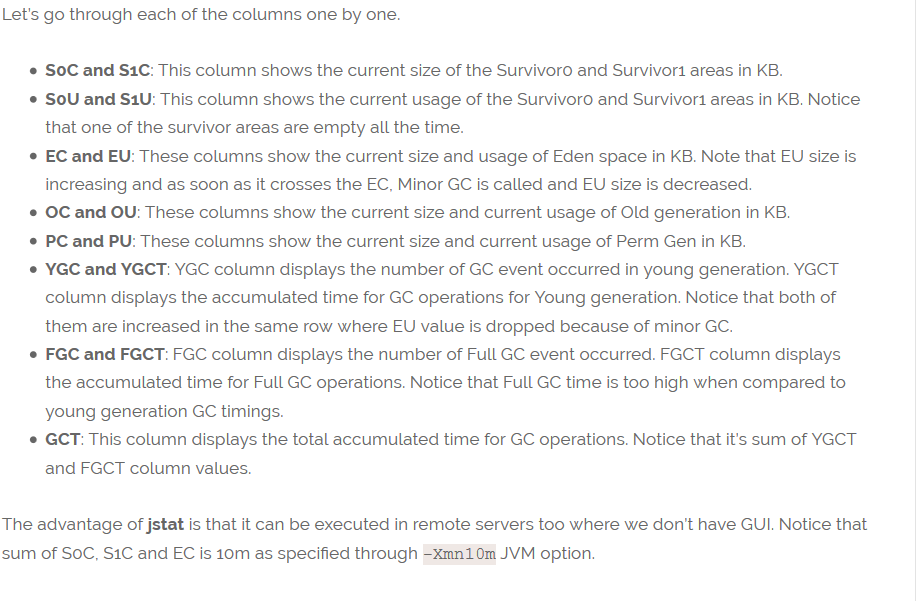 Let's go through each of the columns one by one.
S0C and S1C: This column shows the current size of the Survivor0 and Survivor1 areas in KB.
S0U and S1U: This column shows the current usage of the Survivor0 and Survivor1 areas in KB. Notice
that one of the survivor areas are empty all the time.
EC and EU: These columns show the current size and usage of Eden space in KB. Note that EU size is
increasing and as soon as it crosses the EC, Minor GC is called and EU size is decreased.
OC and OU: These columns show the current size and current usage of Old generation in KB.
PC and PU: These columns show the current size and current usage of Perm Gen in KB.
YGC and YGCT: YGC column displays the number of GC event occurred in young generation. YGCT
column displays the accumulated time for GC operations for Young generation. Notice that both of
them are increased in the same row where EU value is dropped because of minor GC.
FGC and FGCT: FGC column displays the number of Full GC event occurred. FGCT column displays
the accumulated time for Full GC operations. Notice that Full GC time is too high when compared to
young generation GC timings.
GCT: This column displays the total accumulated time for GC operations. Notice that it's sum of YGCT
and FGCT column values.
The advantage of jstat is that it can be executed in remote servers too where we don't have GUI. Notice that
sum of S0C, S1C and EC is 10m as specified through -Xmn10m JVM option.